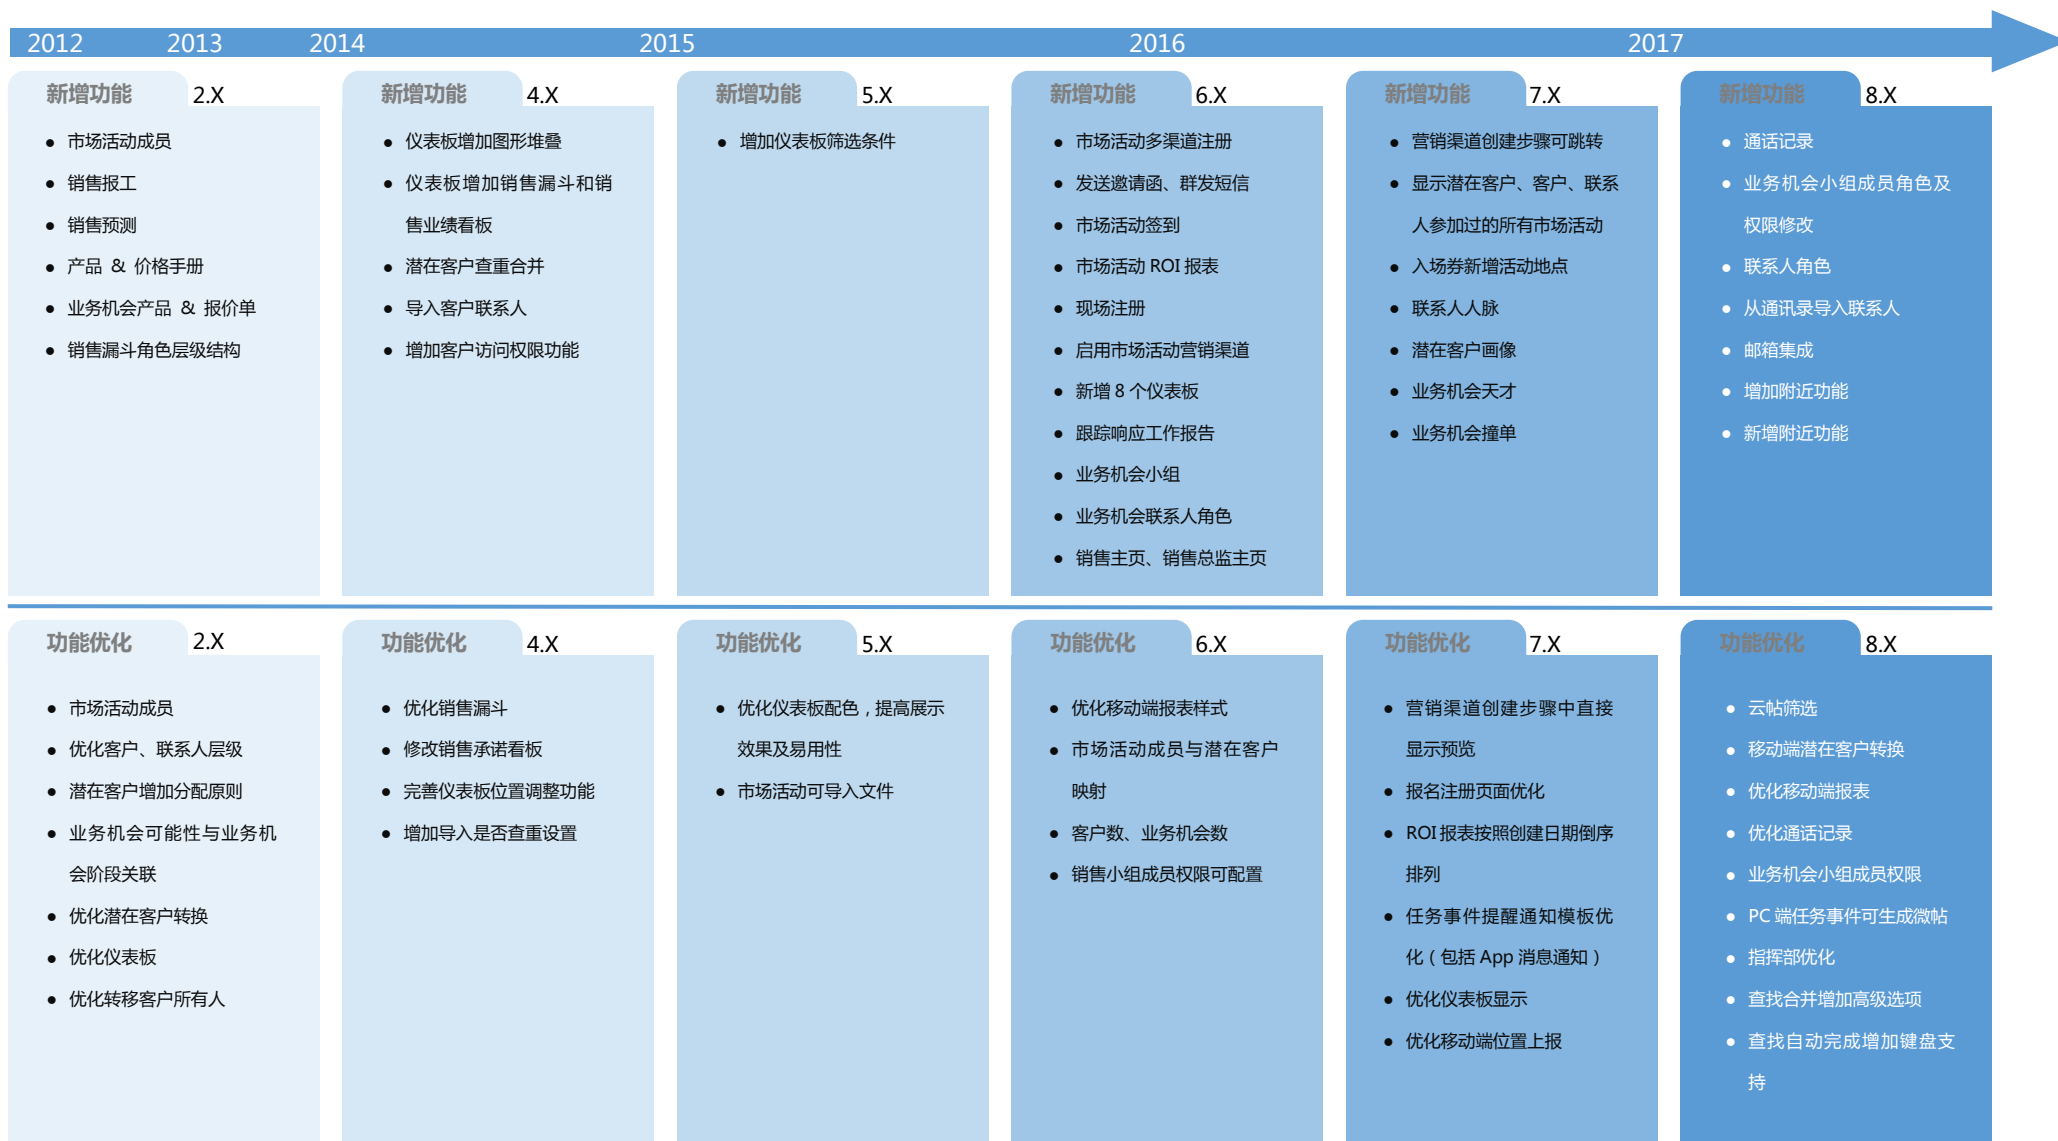 2012 2013 2014 2015 2016 2017
新增功能 2.X
● 市场活动成员
● 销售报工
● 销售预测
● 产品 & 价格手册
● 业务机会产品 & 报价单
● 销售漏斗角色层级结构
新增功能 4.X
● 仪表板增加图形堆叠
● 仪表板增加销售漏斗和销
售业绩看板
● 潜在客户查重合并
● 导入客户联系人
● 增加客户访问权限功能
新增功能 5.X
● 增加仪表板筛选条件
新增功能 6.X
● 市场活动多渠道注册
● 发送邀请函、群发短信
● 市场活动签到
● 市场活动 ROI 报表
● 现场注册
● 启用市场活动营销渠道
● 新增 8 个仪表板
● 跟踪响应工作报告
● 业务机会小组
● 业务机会联系人角色
● 销售主页、销售总监主页
新增功能 7.X
● 营销渠道创建步骤可跳转
● 显示潜在客户、客户、联系
人参加过的所有市场活动
● 入场券新增活动地点
● 联系人人脉
● 潜在客户画像
● 业务机会天才
● 业务机会撞单
新增功能 8.X
● 通话记录
● 业务机会小组成员角色及
权限修改
● 联系人角色
● 从通讯录导入联系人
● 邮箱集成
● 增加附近功能
● 新增附近功能
功能优化 2.X
● 市场活动成员
● 优化客户、联系人层级
● 潜在客户增加分配原则
● 业务机会可能性与业务机
会阶段关联
● 优化潜在客户转换
● 优化仪表板
● 优化转移客户所有人
功能优化 4.X
● 优化销售漏斗
● 修改销售承诺看板
● 完善仪表板位置调整功能
● 增加导入是否查重设置
功能优化 5.X
● 优化仪表板配色，提高展示
效果及易用性
● 市场活动可导入文件
功能优化 6.X
● 优化移动端报表样式
● 市场活动成员与潜在客户
映射
● 客户数、业务机会数
● 销售小组成员权限可配置
功能优化 7.X
● 营销渠道创建步骤中直接
显示预览
● 报名注册页面优化
● ROI 报表按照创建日期倒序
排列
● 任务事件提醒通知模板优
化（包括 App 消息通知）
● 优化仪表板显示
● 优化移动端位置上报
功能优化 8.X
● 云帖筛选
● 移动端潜在客户转换
● 优化移动端报表
● 优化通话记录
● 业务机会小组成员权限
● PC 端任务事件可生成微帖
● 指挥部优化
● 查找合并增加高级选项
● 查找自动完成增加键盘支
持